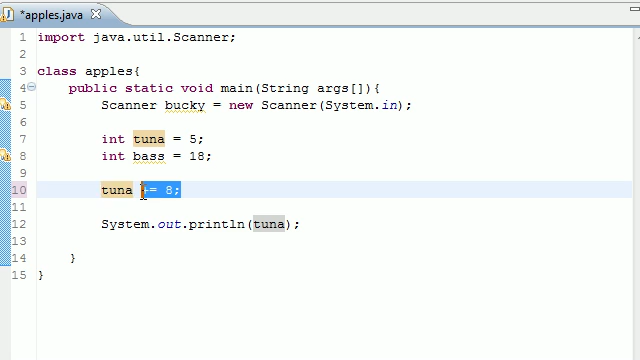 *apples.java
1 import java.util.Scanner;
2
3 class apples{
4 public static void main(String args[]){
5 Scanner bucky = new Scanner(System.in);
6
7 int tuna = 5;
8 int bass = 18;
9
10 tuna += 8;
11
12 System.out.println(tuna);
13
14 }
15 }